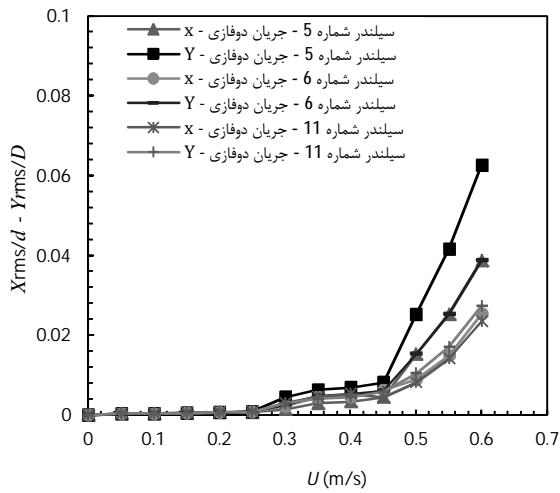 سیلندر شماره 5 - جریان دوفازی - x
سیلندر شماره 5 - جریان دوفازی - Y
سیلندر شماره 6 - جریان دوفازی - x
سیلندر شماره 6 - جریان دوفازی - Y
سیلندر شماره 11 - جریان دوفازی - x
سیلندر شماره 11 - جریان دوفازی - Y
0.1
0.08
0.06
0.04
0.02
0
Xrms/d - Yrms/D
0 0.1 0.2 0.3 0.4 0.5 0.6 0.7
U (m/s)